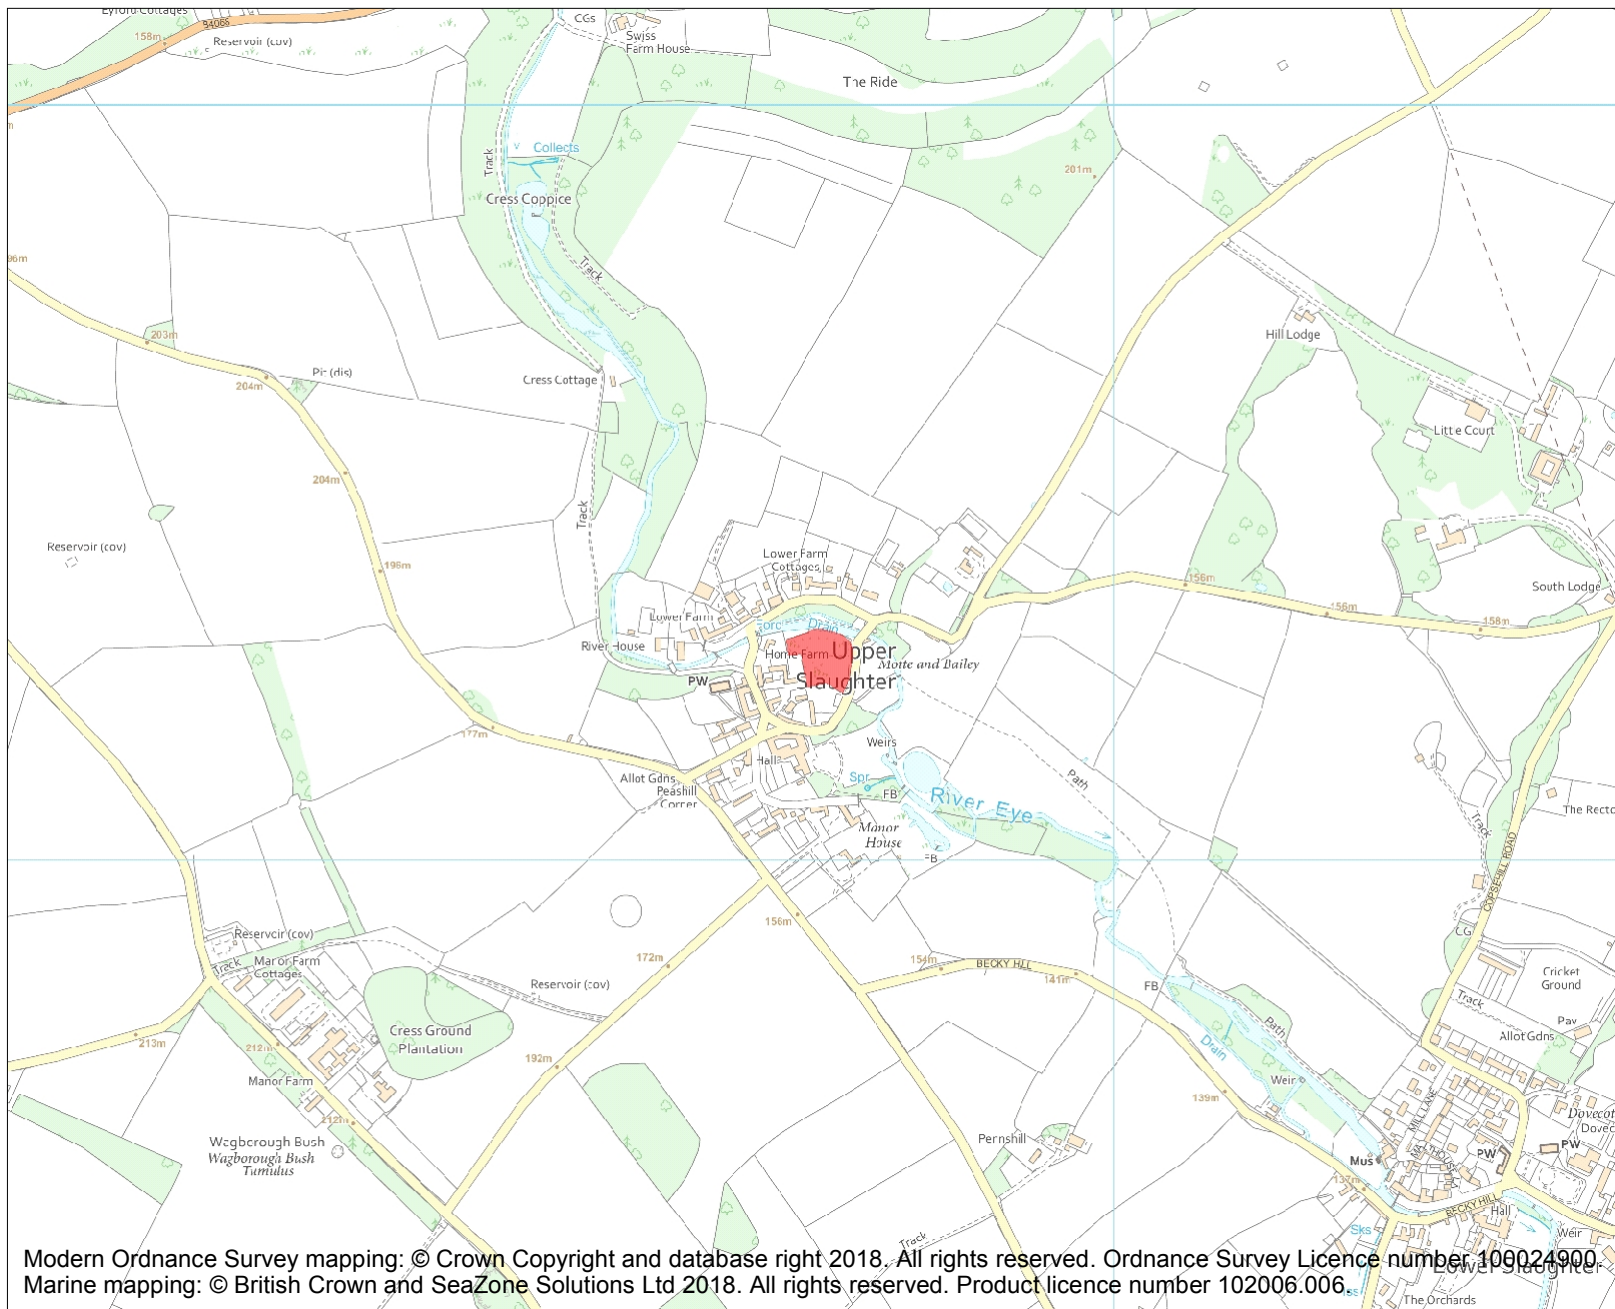 Eyford Cottages
B4068
158m
Reservoir (cov)
CGs
Swiss
Farm House
The Ride
201m
Track
Collects
Cress Coppice
Track
203m
204m
Pit (dis)
Cress Cottage
Hill Lodge
Little Court
204m
Track
Reservoir (cov)
196m
Lower Farm
Cottages
156m
South Lodge
156m
158m
Lower Farm
Drain
River House
Home Farm
Upper
Slaughter
Motte and Bailey
PW
177m
Weirs
Hall
Allot Gdns
Peashill
Corner
Spr
FB
River Eye
Path
Manor
House
FB
Track
COPSEHILL ROAD
156m
Reservoir (cov)
Track
Manor Farm
Cottages
172m
154m
BECKY HILL
141m
FB
CG
Cricket
Ground
Track
Pav
Allot Gdns
Reservoir (cov)
Cress Ground
Plantation
213m
212m
192m
Path
Drain
Weir
139m
Manor Farm
212m
Wagborough Bush
Wagborough Bush
Tumulus
Pernshill
MILL LANE
Mus
PW
PW
137m
BECKY HILL
Hall
Weir
Sks
Track
Lower Slaughter
The Orchards
Modern Ordnance Survey mapping: © Crown Copyright and database right 2018. All rights reserved. Ordnance Survey Licence number 100024900.
Marine mapping: © British Crown and SeaZone Solutions Ltd 2018. All rights reserved. Product licence number 102006.006.